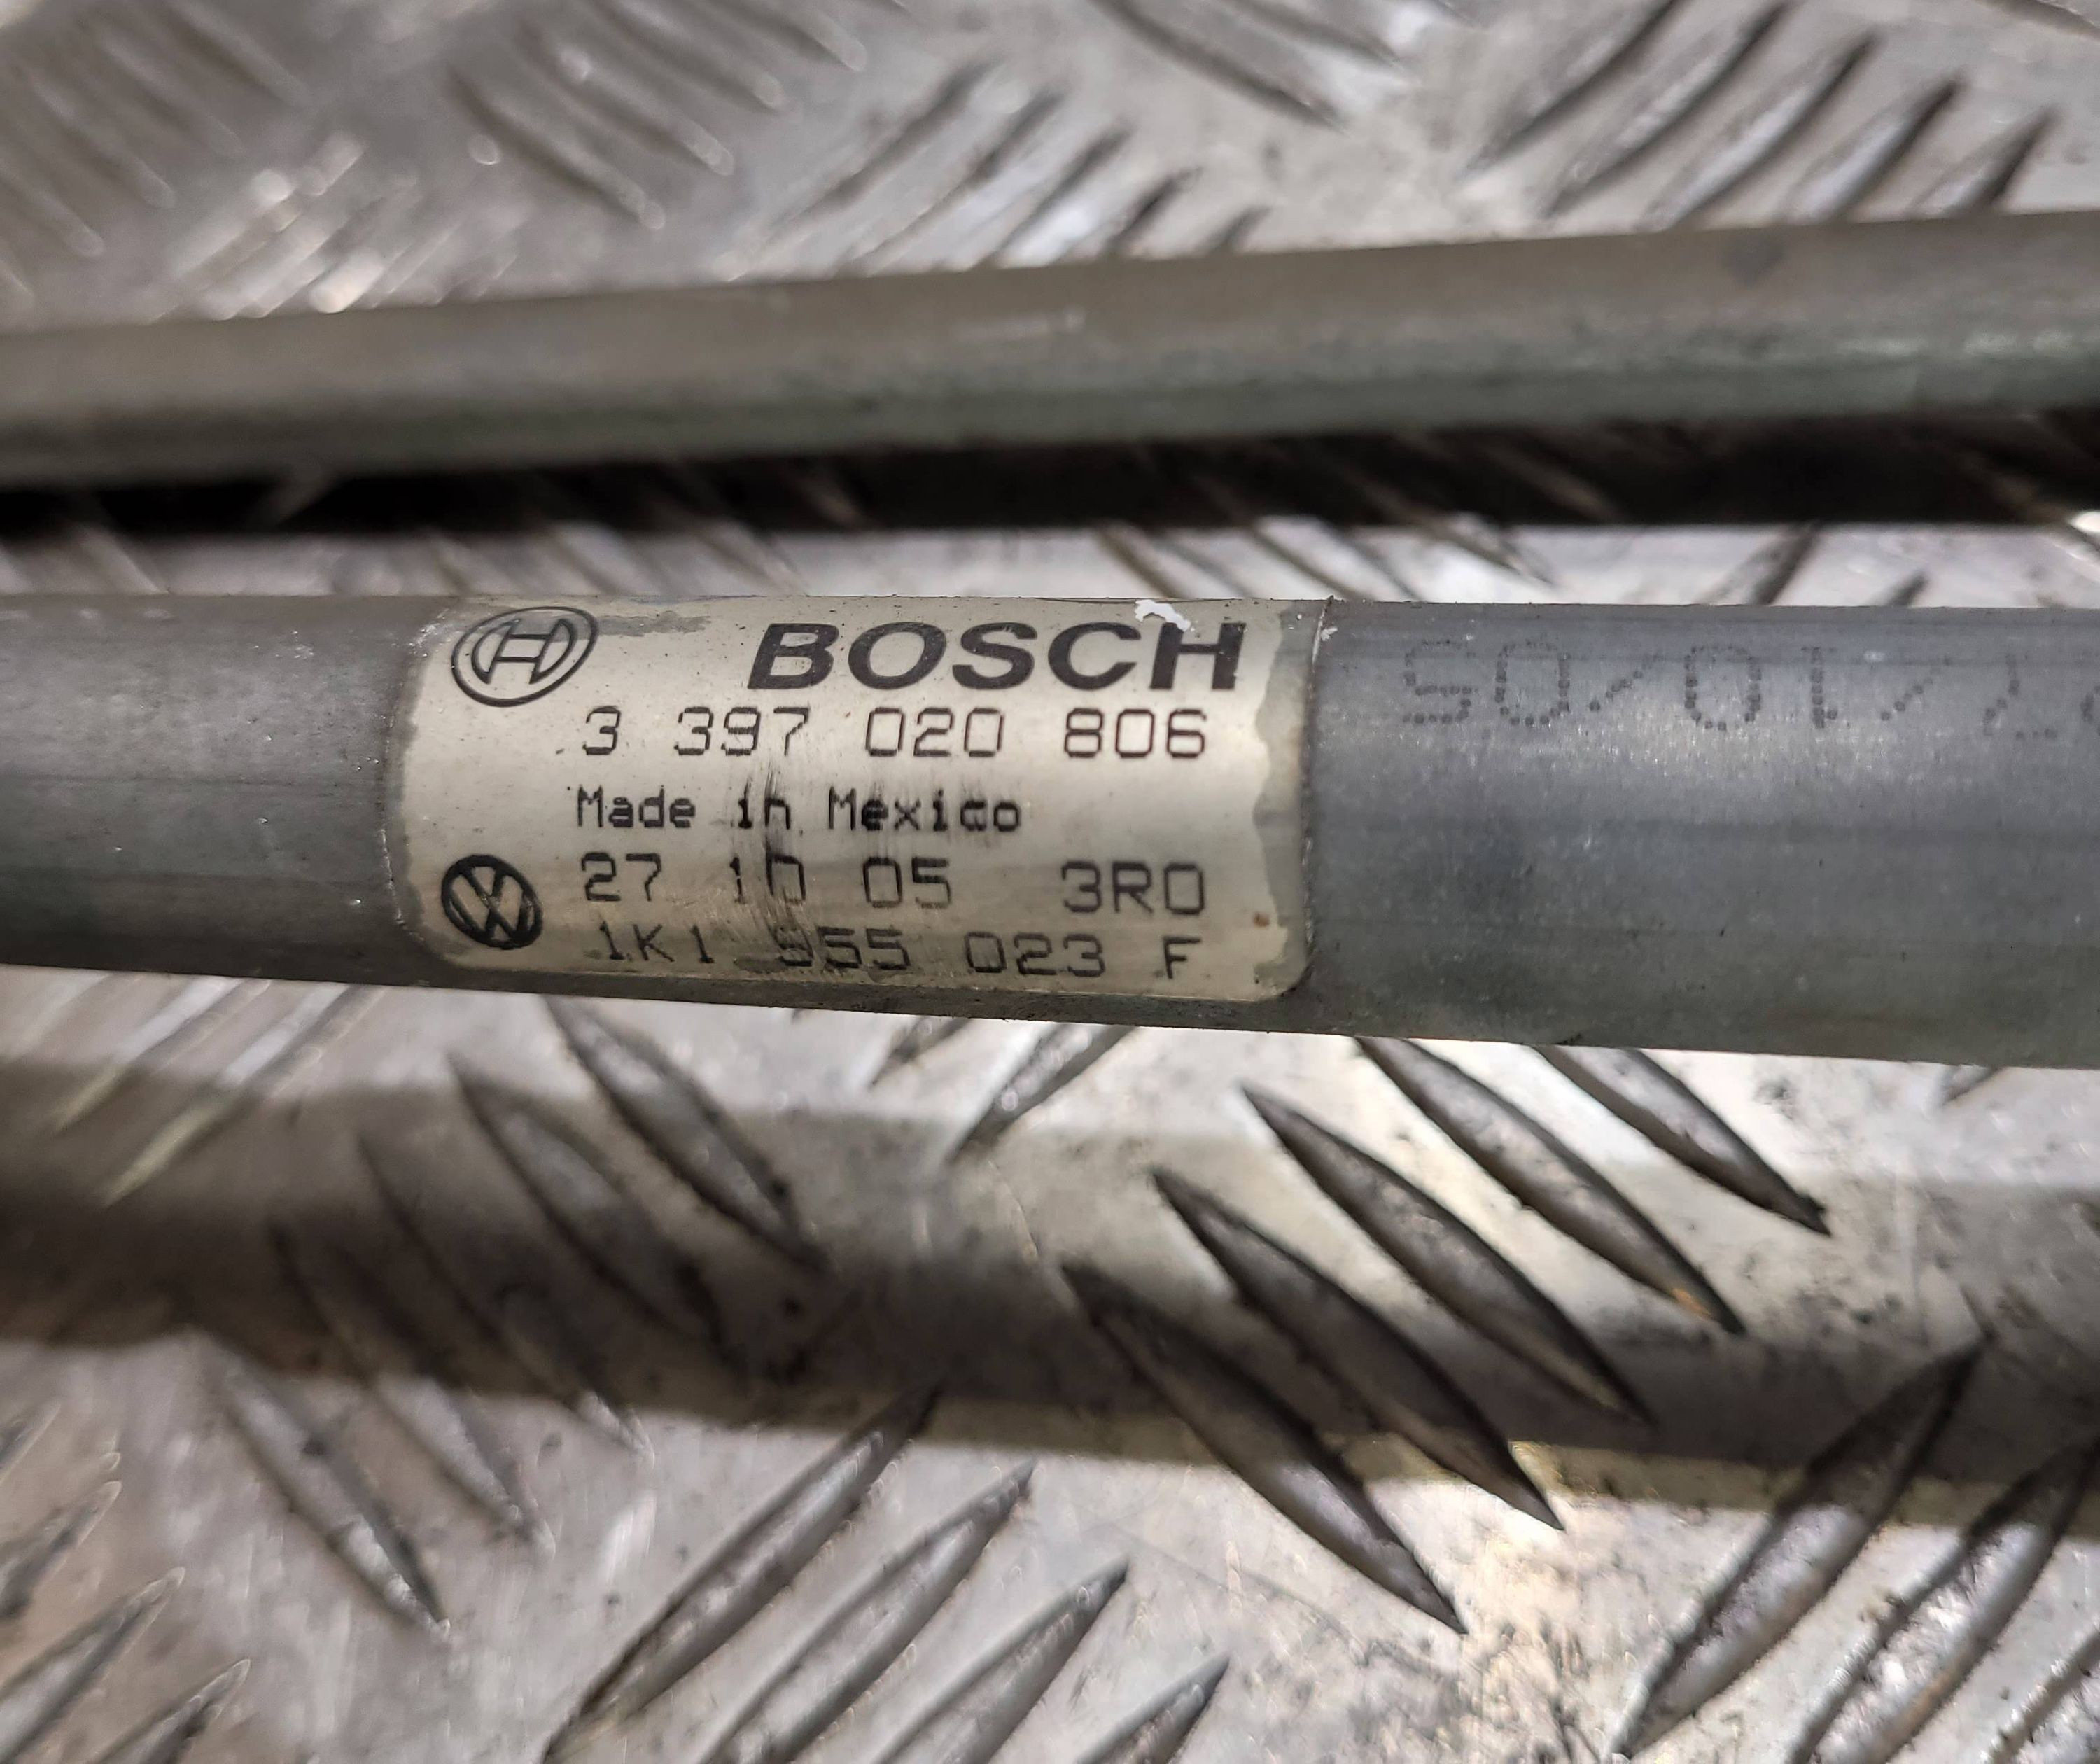 BOSCH
3 397 020 806
Made in Mexico
27 10 05 3R0
1K1 955 023 F